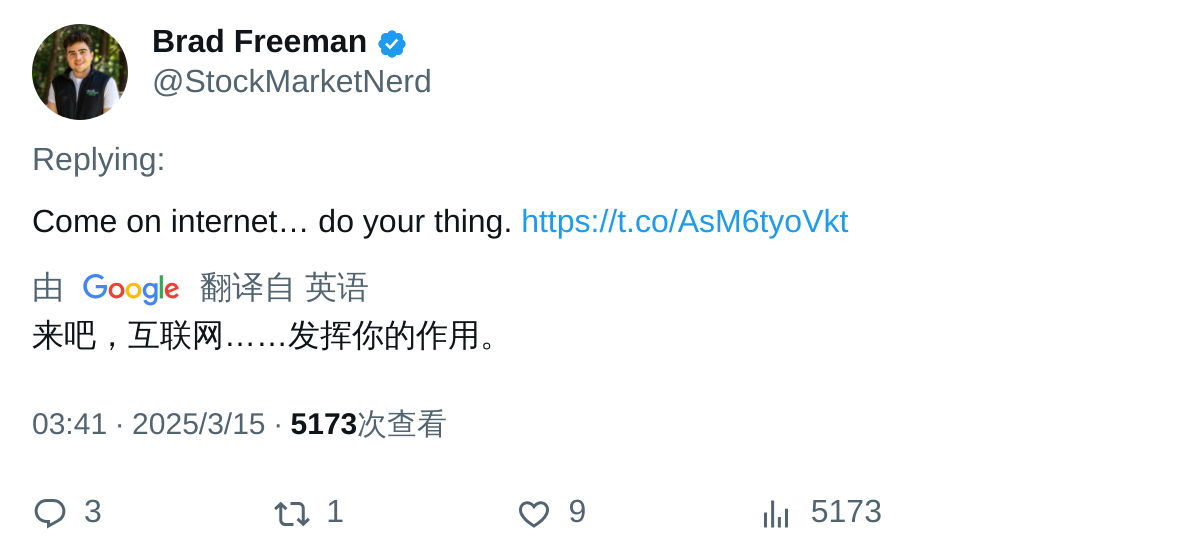 Brad Freeman
@StockMarketNerd
Replying:
Come on internet… do your thing. https://t.co/AsM6tyoVkt
由 Google 翻译自 英语
来吧，互联网……发挥你的作用。
03:41 · 2025/3/15 · 5173次查看
3 1 9 5173